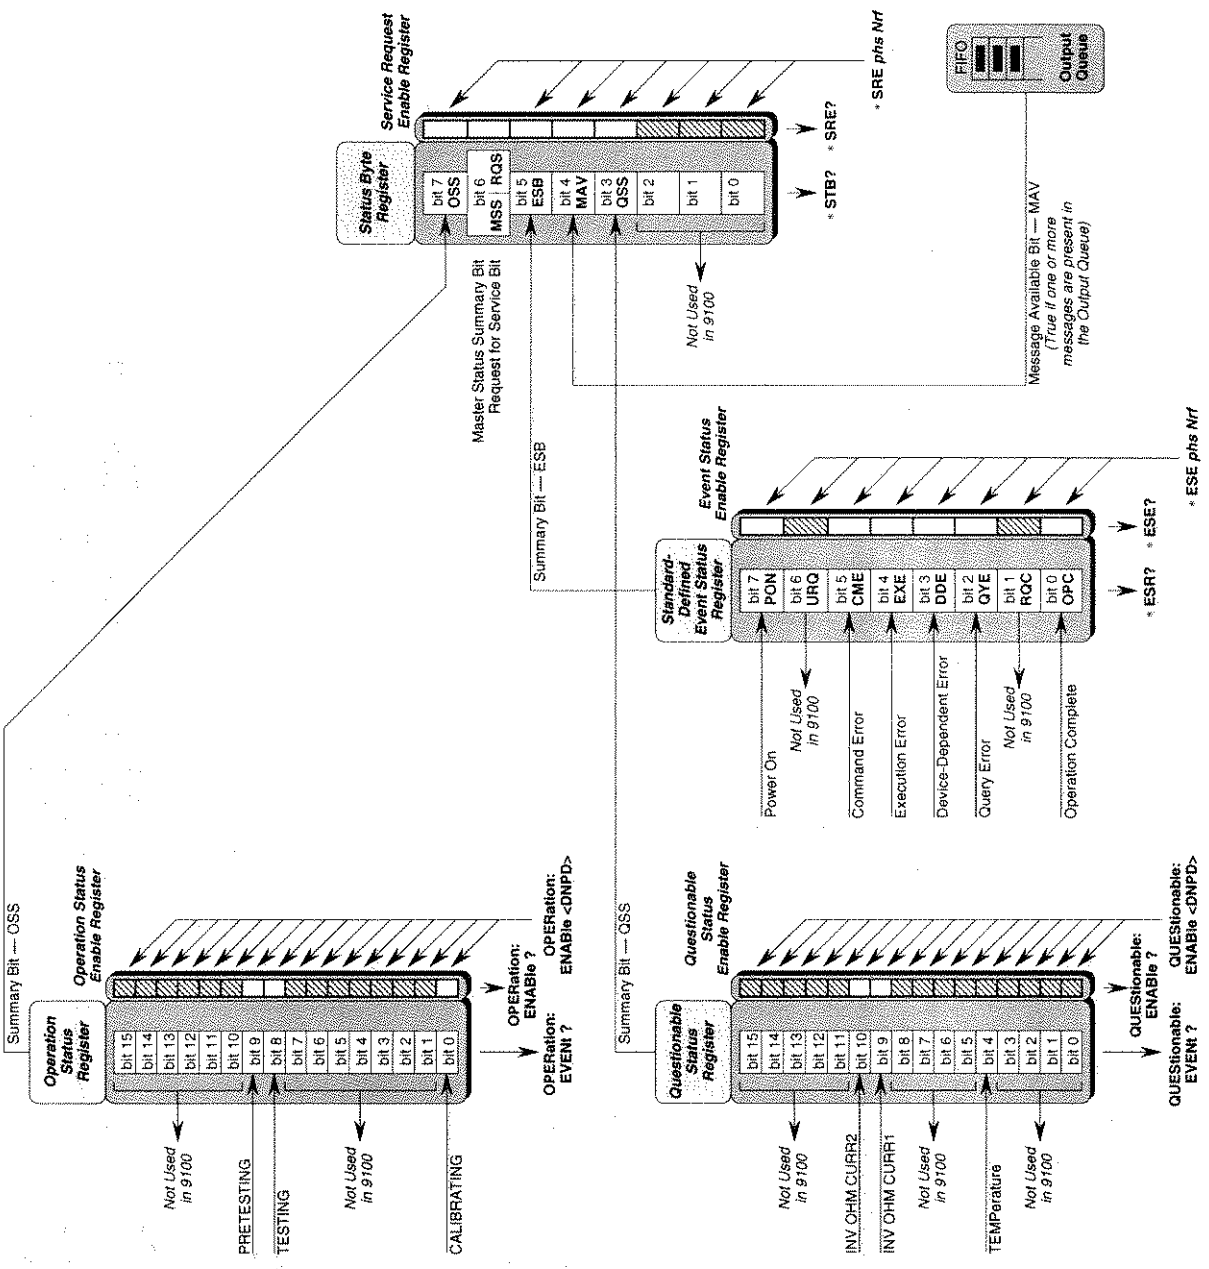 Summary Bit — OSS
Operation
Status
Register
Operation Status
Enable Register
bit 15
bit 14
bit 13
bit 12
bit 11
bit 10
bit 9
bit 8
bit 7
bit 6
bit 5
bit 4
bit 3
bit 2
bit 1
bit 0
Not Used
in 9100
PRETESTING
TESTING
Not Used
in 9100
CALIBRATING
OPERation:
EVENt ?
OPERation:
ENABle ?
OPERation:
ENABle <DNPD>
Summary Bit — QSS
Questionable
Status
Register
Questionable
Status
Enable Register
bit 15
bit 14
bit 13
bit 12
bit 11
bit 10
bit 9
bit 8
bit 7
bit 6
bit 5
bit 4
bit 3
bit 2
bit 1
bit 0
Not Used
in 9100
INV OHM CURR2
INV OHM CURR1
Not Used
in 9100
TEMPerature
Not Used
in 9100
QUEStionable:
EVENt ?
QUEStionable:
ENABLE ?
QUEStionable:
ENABle <DNPD>
Summary Bit — ESB
Standard-
Defined
Event Status
Register
Event Status
Enable Register
bit 7
PON
bit 6
URQ
bit 5
CME
bit 4
EXE
bit 3
DDE
bit 2
QYE
bit 1
RQC
bit 0
OPC
Power On
Not Used
in 9100
Command Error
Execution Error
Device-Dependent Error
Query Error
Not Used
in 9100
Operation Complete
* ESR?
* ESE?
* ESE phs Nrf
Status Byte
Register
Service Request
Enable Register
bit 7
OSS
bit 6
MSS RQS
bit 5
ESB
bit 4
MAV
bit 3
QSS
bit 2
bit 1
bit 0
Master Status Summary Bit
Request for Service Bit
Not Used
in 9100
* STB?
* SRE?
* SRE phs Nrf
Message Available Bit — MAV
(True if one or more
messages are present in
the Output Queue)
FIFO
Output
Queue